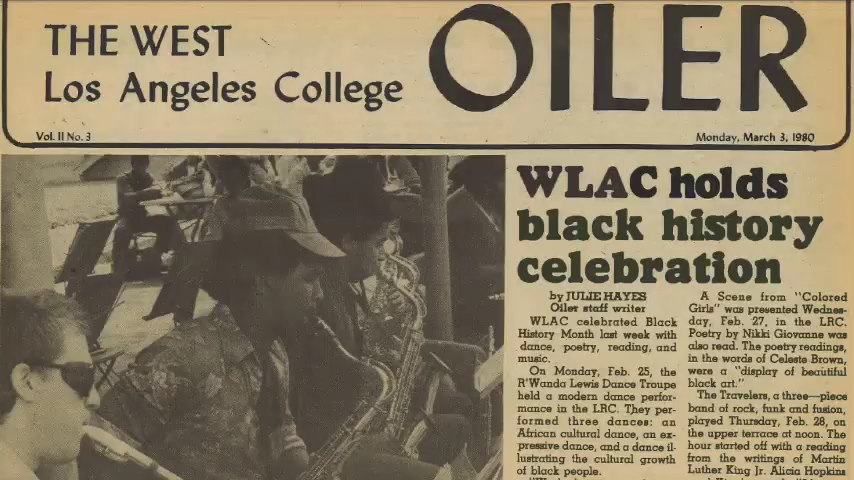 THE WEST
Los Angeles College
OILER
Vol. II No. 3
Monday, March 3, 1980
WLAC holds
black history
celebration
by JULIE HAYES
Oiler staff writer
WLAC celebrated Black
History Month last week with
dance, poetry, reading, and
music.
On Monday, Feb. 25, the
R'Wanda Lewis Dance Troupe
held a modern dance perfor-
mance in the LRC. They per-
formed three dances: an
African cultural dance, an ex-
pressive dance, and a dance il-
lustrating the cultural growth
of black people.
A Scene from "Colored
Girls" was presented Wednes-
day, Feb. 27, in the LRC.
Poetry by Nikki Giovanne was
also read. The poetry readings,
in the words of Celeste Brown,
were a "display of beautiful
black art."
The Travelers, a three—piece
band of rock, funk and fusion,
played Thursday, Feb. 28, on
the upper terrace at noon. The
hour started off with a reading
from the writings of Martin
Luther King Jr. Alicia Hopkins